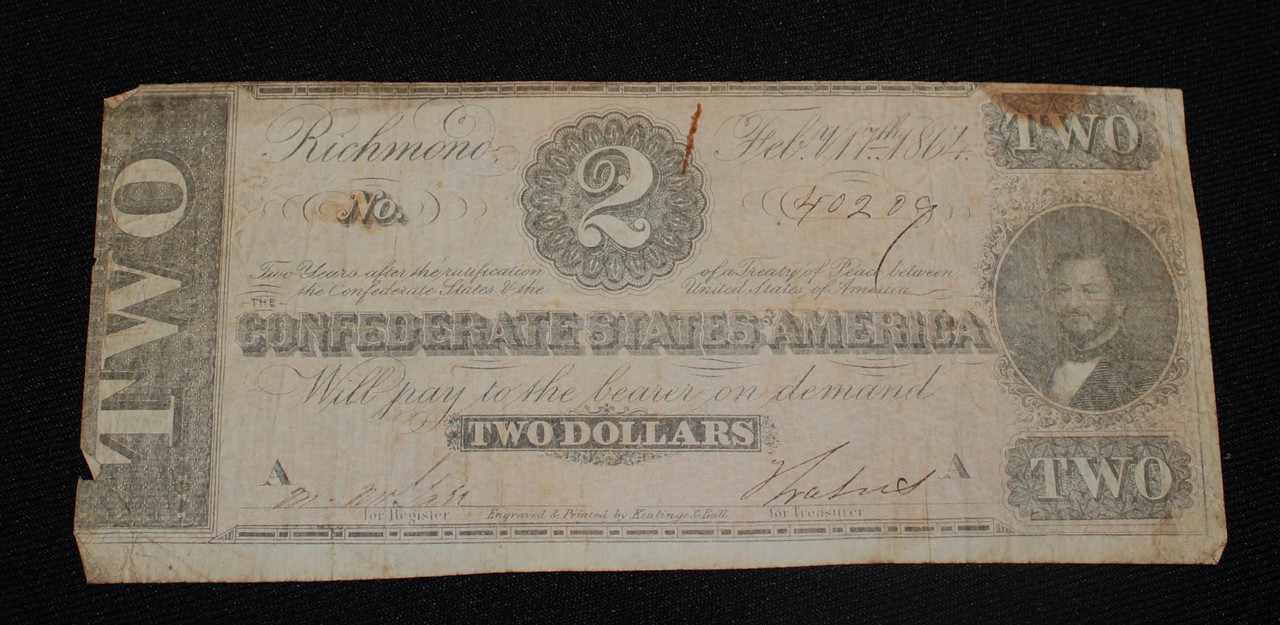 TWO
Richmond,
2
Feby. 17th. 1864.
TWO
No.
40209
Two Years after the ratification of a Treaty of Peace between
the Confederate States & the United States of America
THE
CONFEDERATE STATES AMERICA
Will pay to the bearer on demand
TWO DOLLARS
A
A
TWO
for Register
Engraved & Printed by Keatinge & Ball
for Treasurer